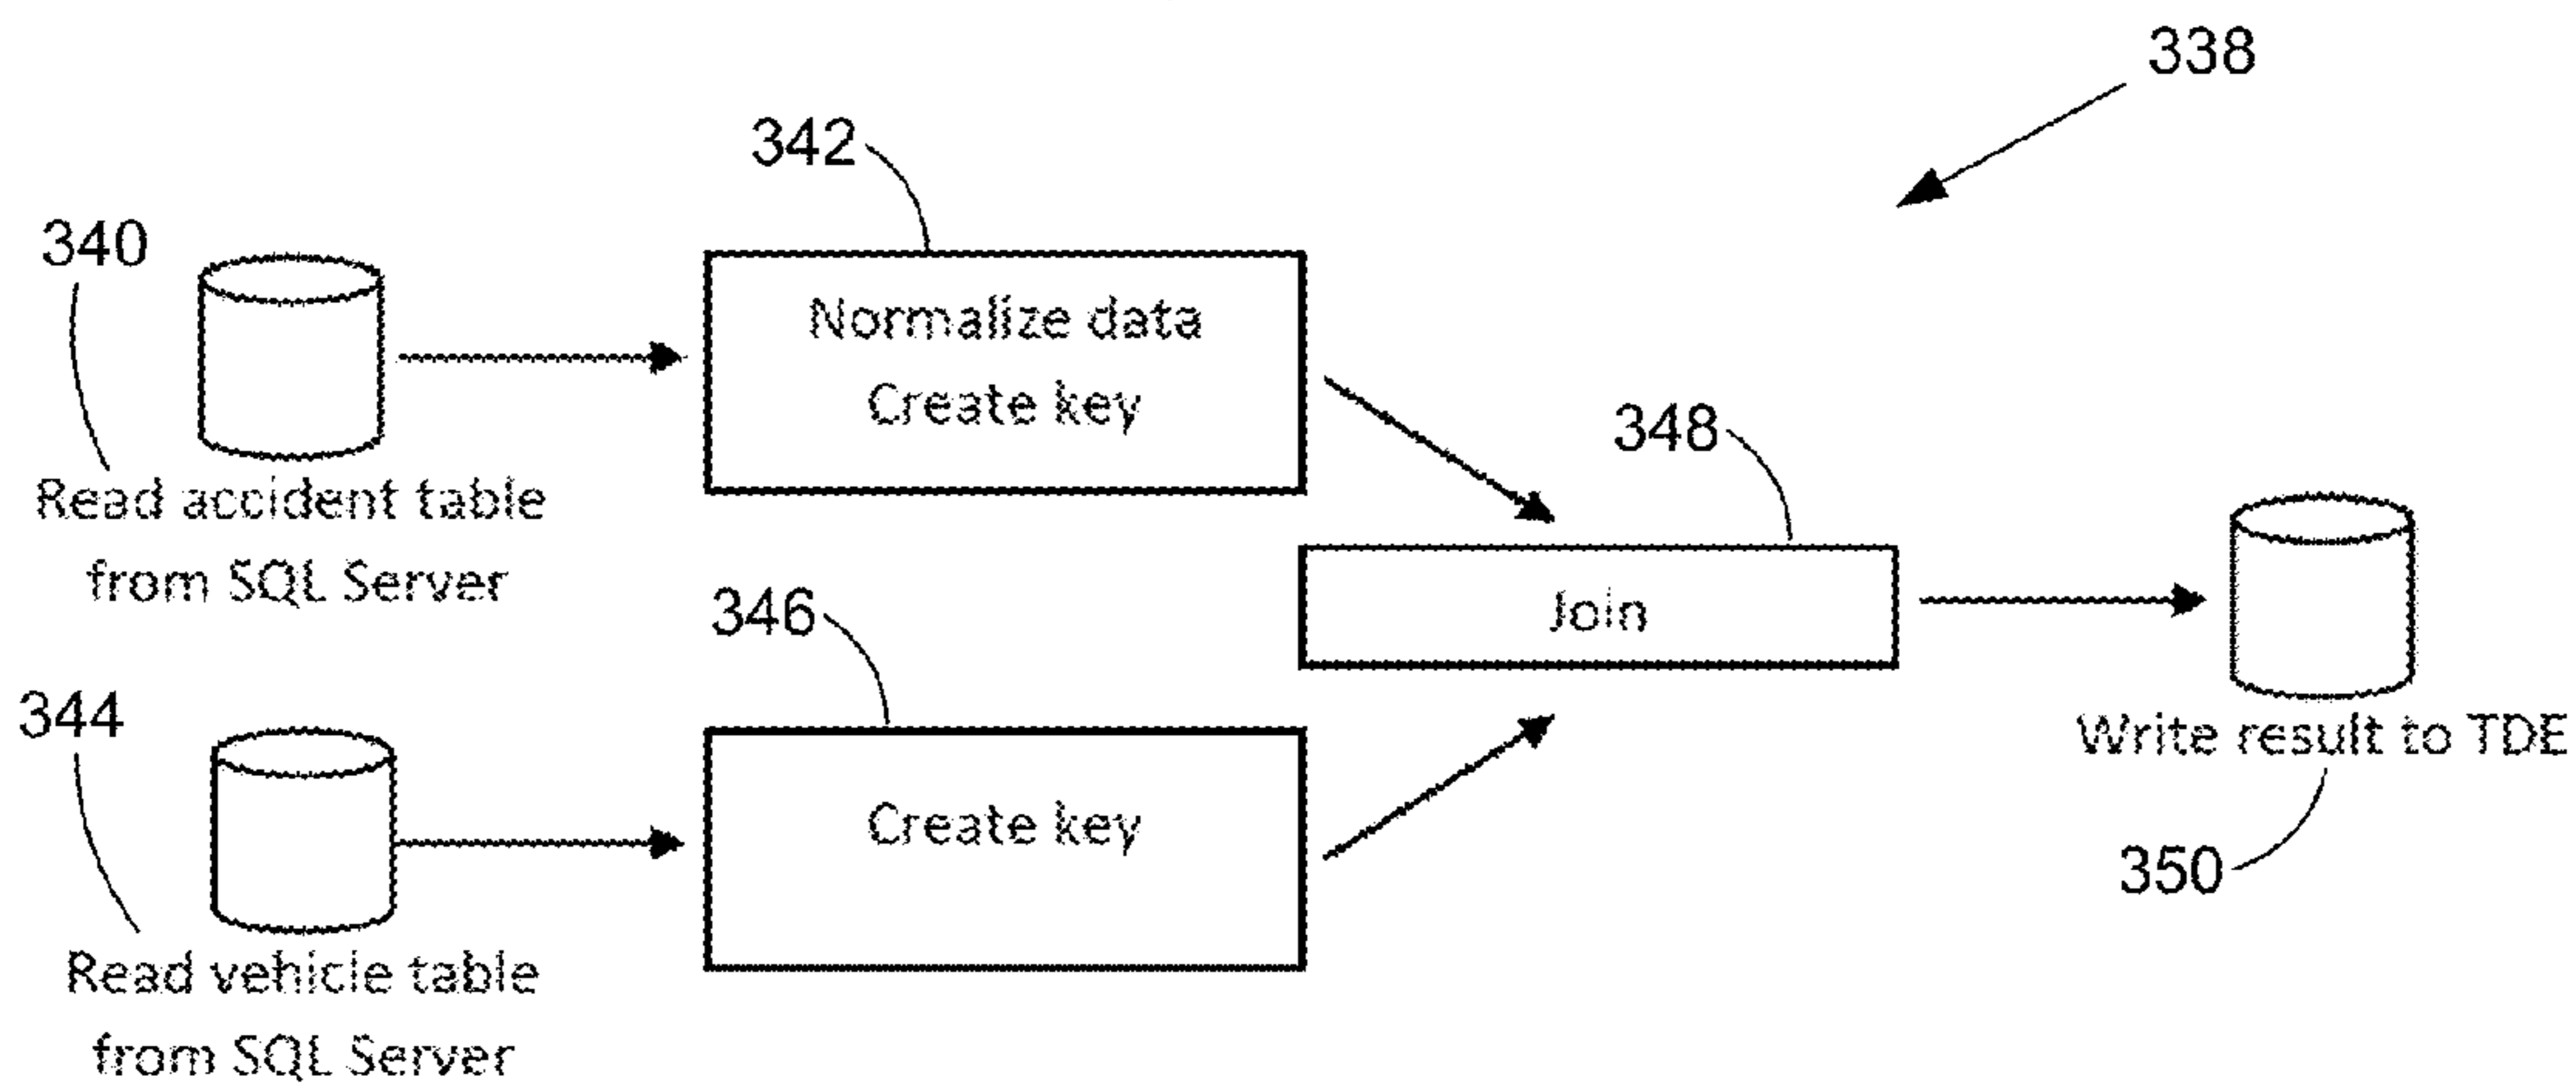 338
342
340
Normalize data
Create key
348
Read accident table
from SQL Server
346
Join
344
Write result to TDE
Create key
350
Read vehicle table
from SQL Server